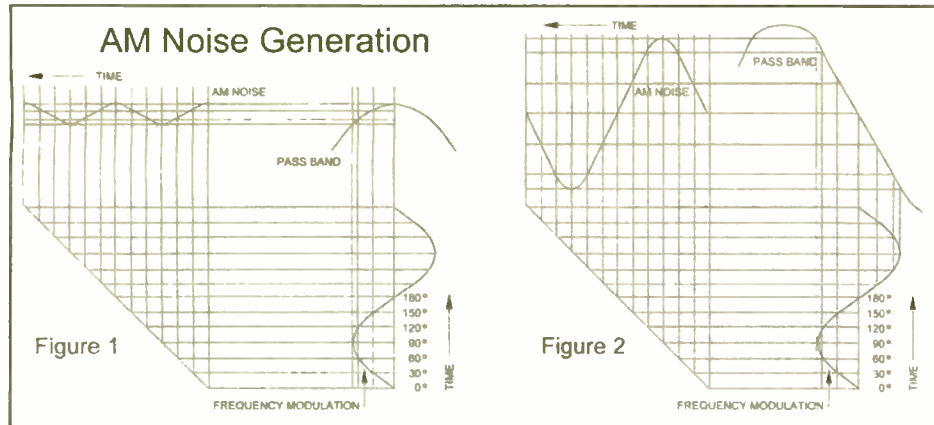 AM Noise Generation
TIME
AM NOISE
PASS BAND
180°
150°
120°
90°
60°
30°
0°
TIME
Figure 1
FREQUENCY MODULATION
TIME
PASS BAND
AM NOISE
180°
150°
120°
90°
60°
30°
0°
TIME
Figure 2
FREQUENCY MODULATION